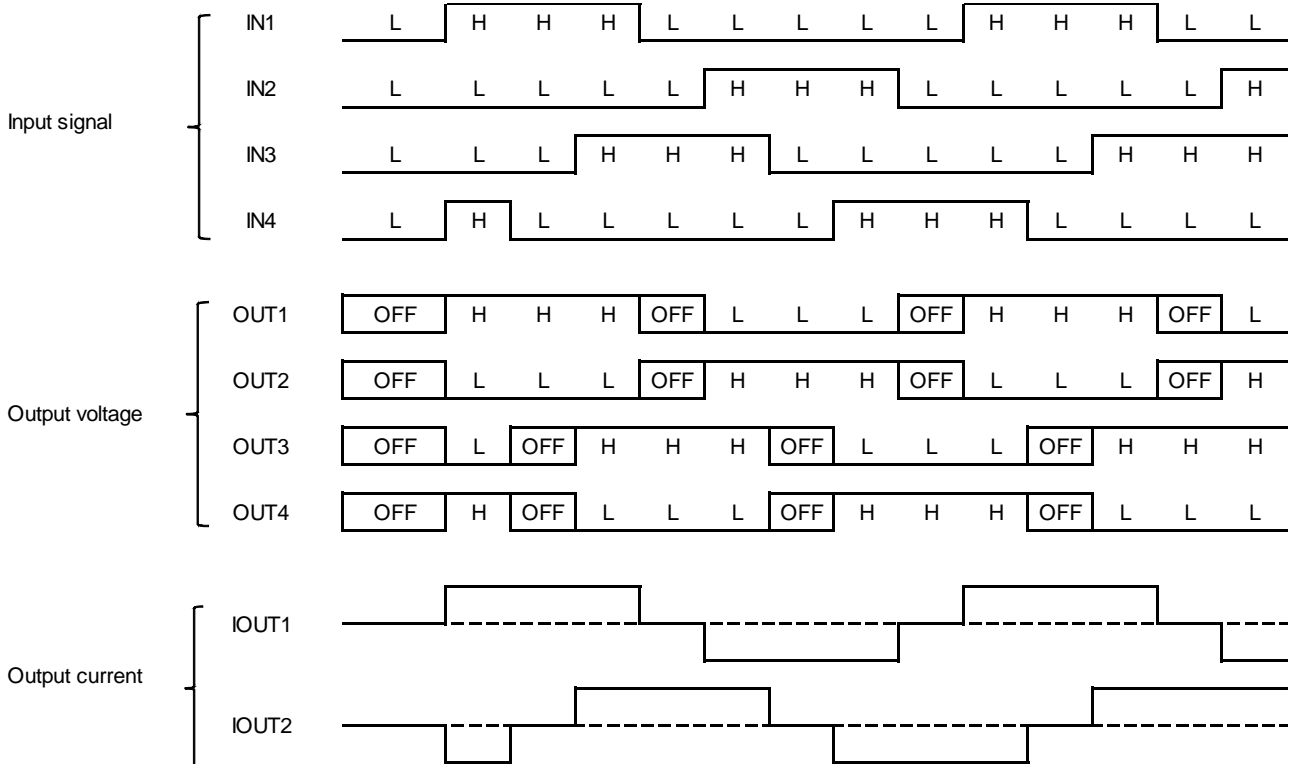 IN1 L H H H L L L L L H H H L L
IN2 L L L L L H H H L L L L L H
Input signal
IN3 L L L H H H L L L L L H H H
IN4 L H L L L L L H H H L L L L
OUT1 OFF H H H OFF L L L OFF H H H OFF L
OUT2 OFF L L L OFF H H H OFF L L L OFF H
Output voltage
OUT3 OFF L OFF H H H OFF L L L OFF H H H
OUT4 OFF H OFF L L L OFF H H H OFF L L L
IOUT1
Output current
IOUT2